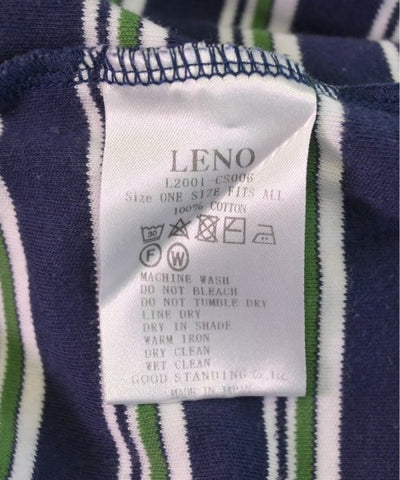 LENO
L2001-CS006
Size ONE SIZE FITS ALL
100% COTTON
30
F W
MACHINE WASH
DO NOT BLEACH
DO NOT TUMBLE DRY
LINE DRY
DRY IN SHADE
WARM IRON
DRY CLEAN
WET CLEAN
GOOD STANDING Co.,Ltd.
MADE IN JAPAN